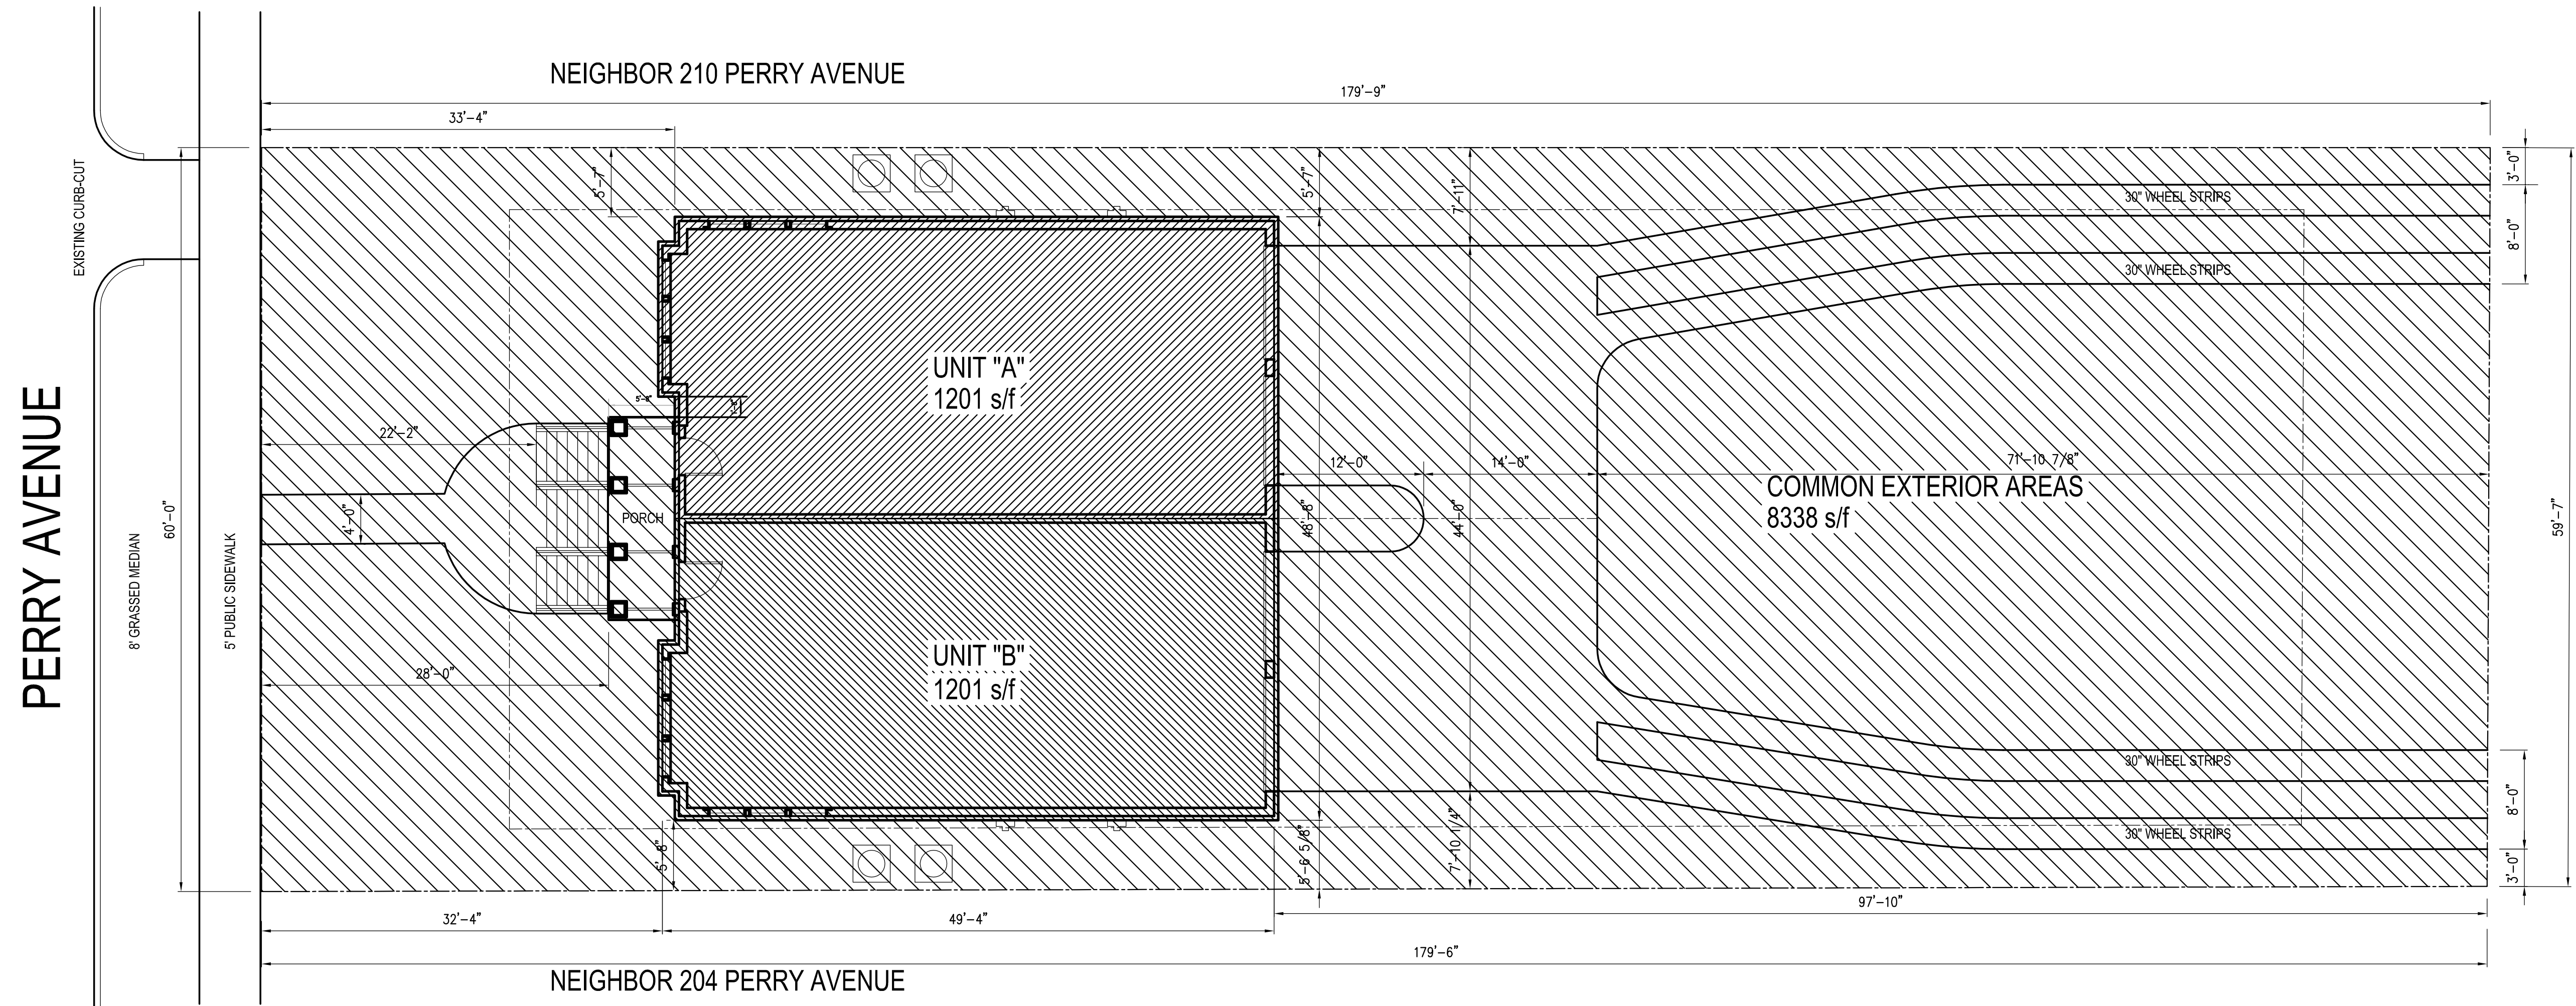 NEIGHBOR 210 PERRY AVENUE
179'-9"
33'-4"
EXISTING CURB-CUT
5'-7"
5'-7"
7'-11"
3'-0"
30" WHEEL STRIPS
8'-0"
30" WHEEL STRIPS
UNIT "A"
1201 s/f
5'-8"
22'-2"
12'-0"
14'-0"
71'-10 7/8"
COMMON EXTERIOR AREAS
8338 s/f
PERRY AVENUE
8' GRASSED MEDIAN
60'-0"
5' PUBLIC SIDEWALK
4'-0"
PORCH
48'-8"
44'-0"
59'-7"
28'-0"
UNIT "B"
1201 s/f
30" WHEEL STRIPS
8'-0"
30" WHEEL STRIPS
5'-8"
5'-6 5/8"
7'-10 1/4"
3'-0"
32'-4"
49'-4"
97'-10"
179'-6"
NEIGHBOR 204 PERRY AVENUE